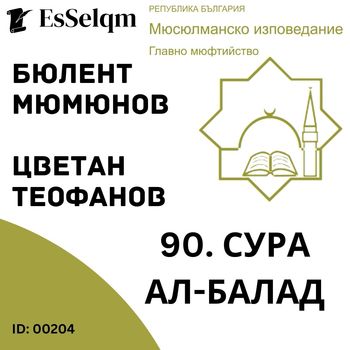 EsSelqm
РЕПУБЛИКА БЪЛГАРИЯ
Мюсюлманско изповедание
Главно мюфтийство
БЮЛЕНТ
МЮМЮНОВ
ЦВЕТАН
ТЕОФАНОВ
90. СУРА
АЛ-БАЛАД
ID: 00204